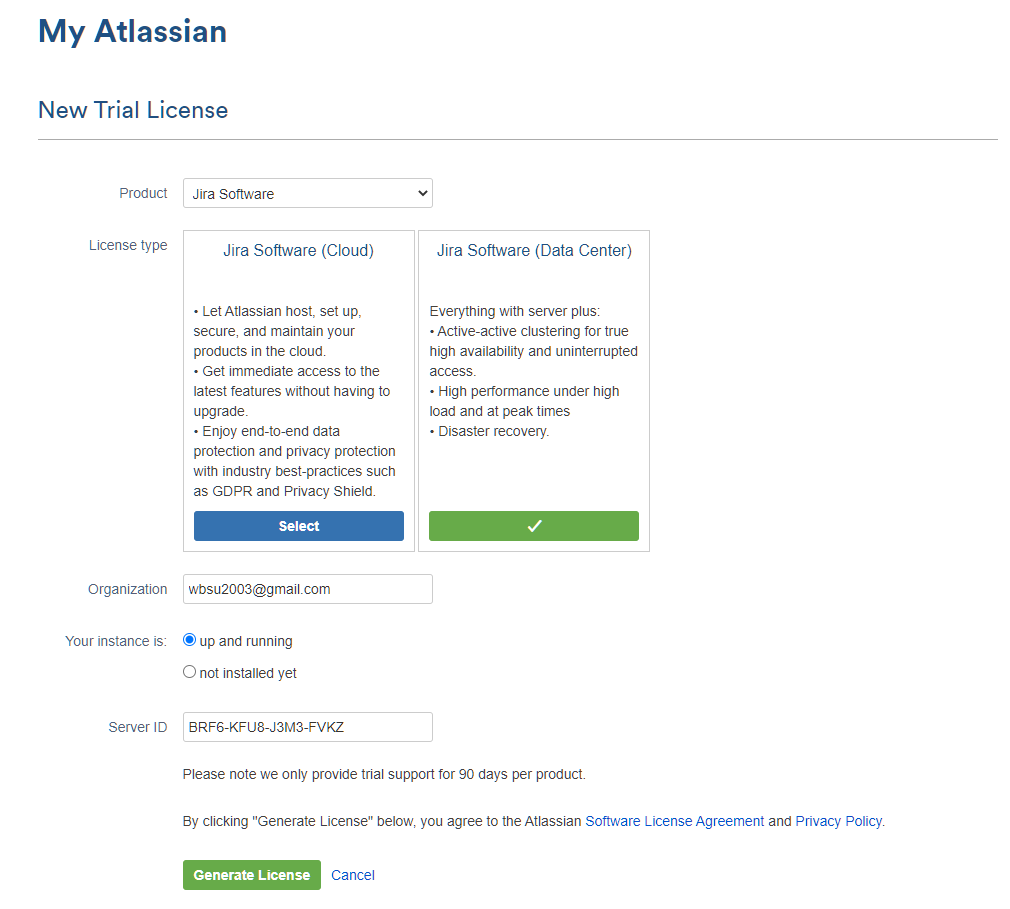 My Atlassian
New Trial License
Product
Jira Software
License type
Jira Software (Cloud)
• Let Atlassian host, set up,
secure, and maintain your
products in the cloud.
• Get immediate access to the
latest features without having to
upgrade.
• Enjoy end-to-end data
protection and privacy protection
with industry best-practices such
as GDPR and Privacy Shield.
Select
Jira Software (Data Center)
Everything with server plus:
• Active-active clustering for true
high availability and uninterrupted
access.
• High performance under high
load and at peak times
• Disaster recovery.
Organization
wbsu2003@gmail.com
Your instance is:
up and running
not installed yet
Server ID
BRF6-KFU8-J3M3-FVKZ
Please note we only provide trial support for 90 days per product.
By clicking "Generate License" below, you agree to the Atlassian Software License Agreement and Privacy Policy.
Generate License
Cancel